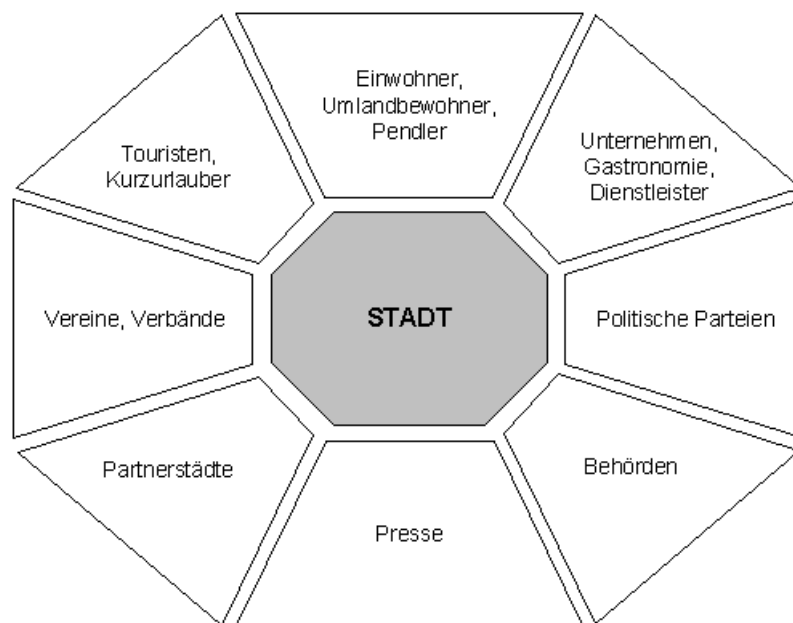 Einwohner,
Umlandbewohner,
Pendler
Unternehmen,
Gastronomie,
Dienstleister
Touristen,
Kurzurlauber
Vereine, Verbände
STADT
Politische Parteien
Partnerstädte
Behörden
Presse